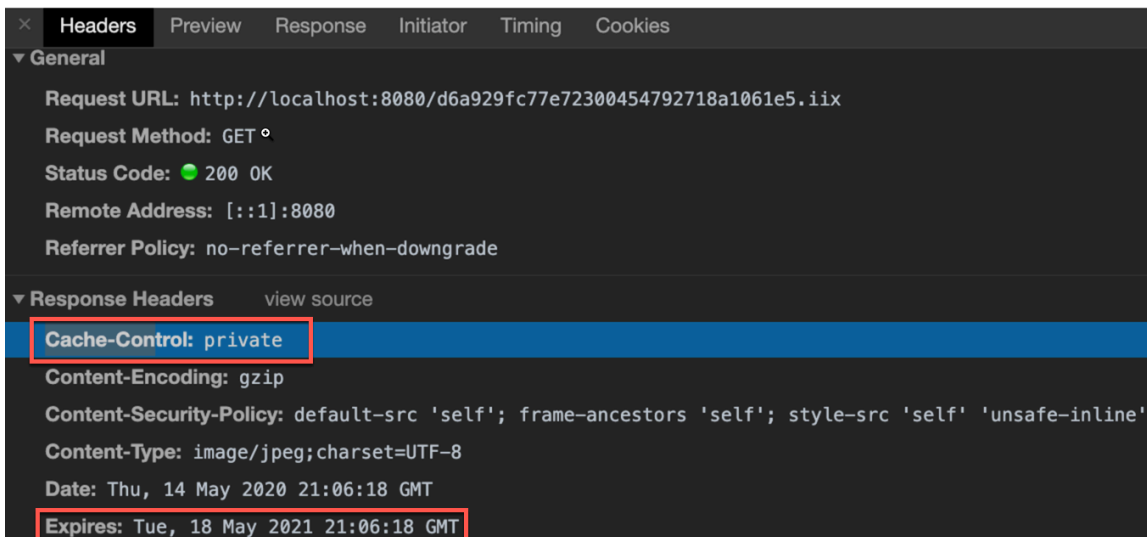 × Headers Preview Response Initiator Timing Cookies
▼ General
Request URL: http://localhost:8080/d6a929fc77e72300454792718a1061e5.iix
Request Method: GET
Status Code: 200 OK
Remote Address: [::1]:8080
Referrer Policy: no-referrer-when-downgrade
▼ Response Headers view source
Cache-Control: private
Content-Encoding: gzip
Content-Security-Policy: default-src 'self'; frame-ancestors 'self'; style-src 'self' 'unsafe-inline'
Content-Type: image/jpeg;charset=UTF-8
Date: Thu, 14 May 2020 21:06:18 GMT
Expires: Tue, 18 May 2021 21:06:18 GMT